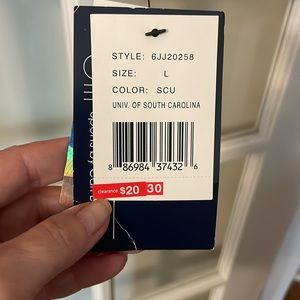 STYLE: 6JJ20258
SIZE: L
COLOR: SCU
UNIV. OF SOUTH CAROLINA
8 86984 37432 6
clearance $20 30